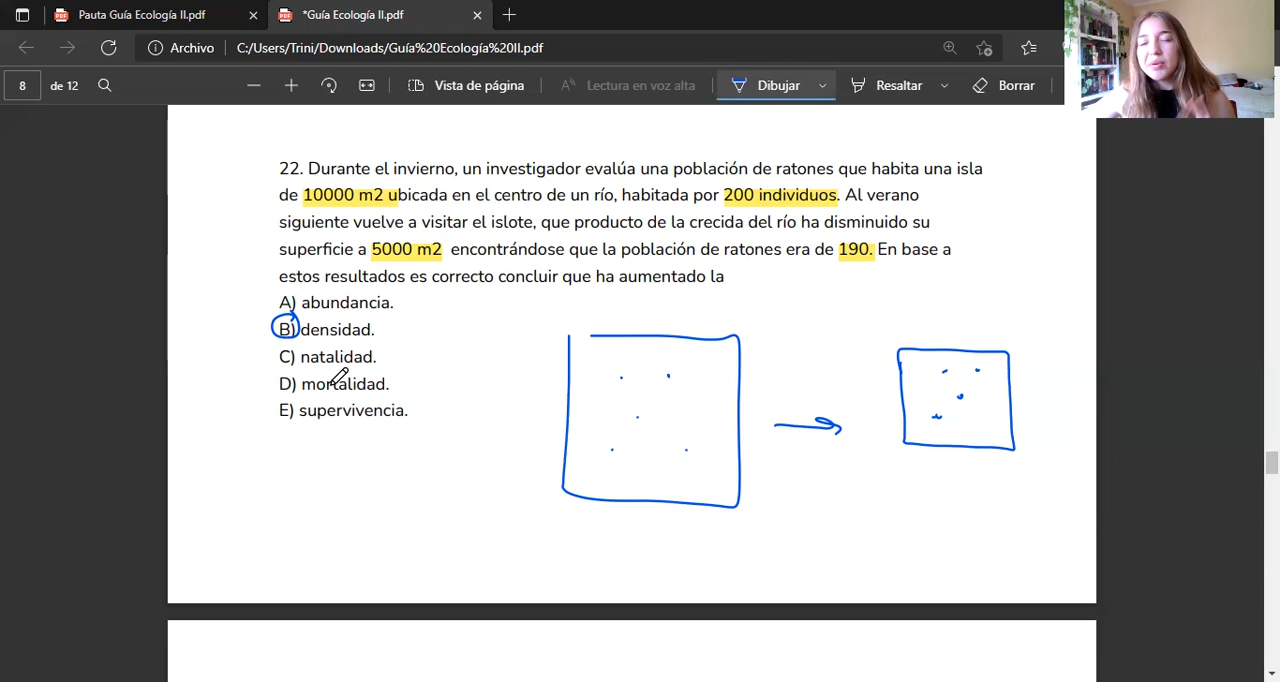 Pauta Guía Ecología II.pdf
*Guía Ecología II.pdf
Archivo
C:/Users/Trini/Downloads/Guía%20Ecología%20II.pdf
8 de 12
Vista de página
Lectura en voz alta
Dibujar
Resaltar
Borrar
22. Durante el invierno, un investigador evalúa una población de ratones que habita una isla
de 10000 m2 ubicada en el centro de un río, habitada por 200 individuos. Al verano
siguiente vuelve a visitar el islote, que producto de la crecida del río ha disminuido su
superficie a 5000 m2 encontrándose que la población de ratones era de 190. En base a
estos resultados es correcto concluir que ha aumentado la
A) abundancia.
B) densidad.
C) natalidad.
D) mortalidad.
E) supervivencia.